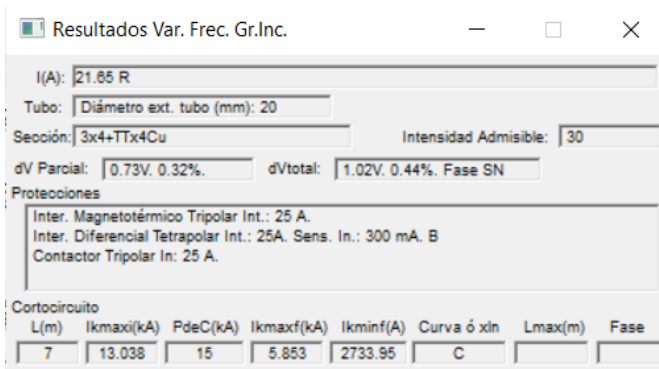 Resultados Var. Frec. Gr.Inc.
I(A): 21.65 R
Tubo: Diámetro ext. tubo (mm): 20
Sección: 3x4+TTx4Cu Intensidad Admisible: 30
dV Parcial: 0.73V. 0.32%. dVtotal: 1.02V. 0.44%. Fase SN
Protecciones
Inter. Magnetotérmico Tripolar Int.: 25 A.
Inter. Diferencial Tetrapolar Int.: 25A. Sens. In.: 300 mA. B
Contactor Tripolar In: 25 A.
Cortocircuito
L(m) Ikmaxi(kA) PdeC(kA) Ikmaxf(kA) Ikminf(A) Curva ó xIn Lmax(m) Fase
7 13.038 15 5.853 2733.95 C